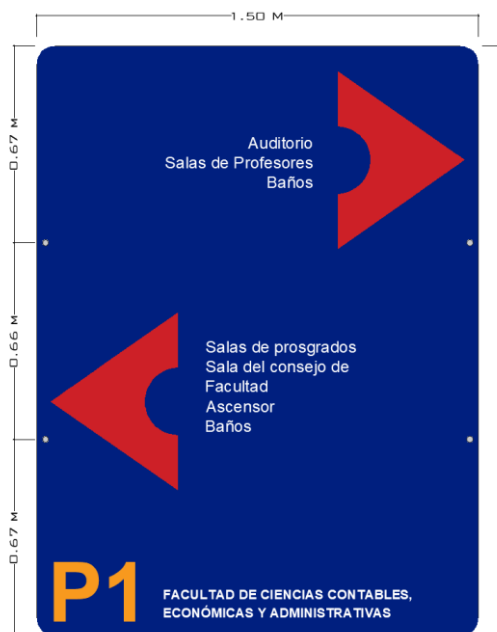 1.50 M
0.67 M
Auditorio
Salas de Profesores
Baños
0.66 M
Salas de prosgrados
Sala del consejo de
Facultad
Ascensor
Baños
0.67 M
P1
FACULTAD DE CIENCIAS CONTABLES,
ECONÓMICAS Y ADMINISTRATIVAS